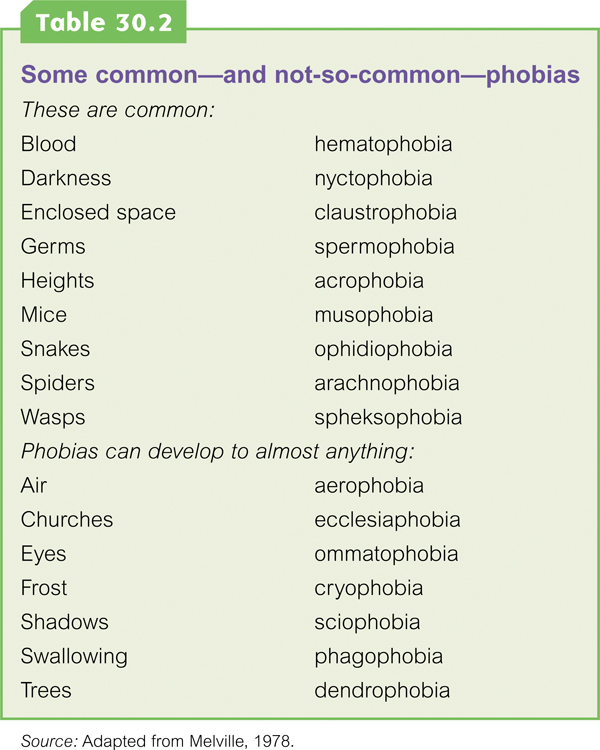 Table 30.2
Some common—and not-so-common—phobias
These are common:
Blood hematophobia
Darkness nyctophobia
Enclosed space claustrophobia
Germs spermophobia
Heights acrophobia
Mice musophobia
Snakes ophidiophobia
Spiders arachnophobia
Wasps spheksophobia
Phobias can develop to almost anything:
Air aerophobia
Churches ecclesiaphobia
Eyes ommatophobia
Frost cryophobia
Shadows sciophobia
Swallowing phagophobia
Trees dendrophobia
Source: Adapted from Melville, 1978.